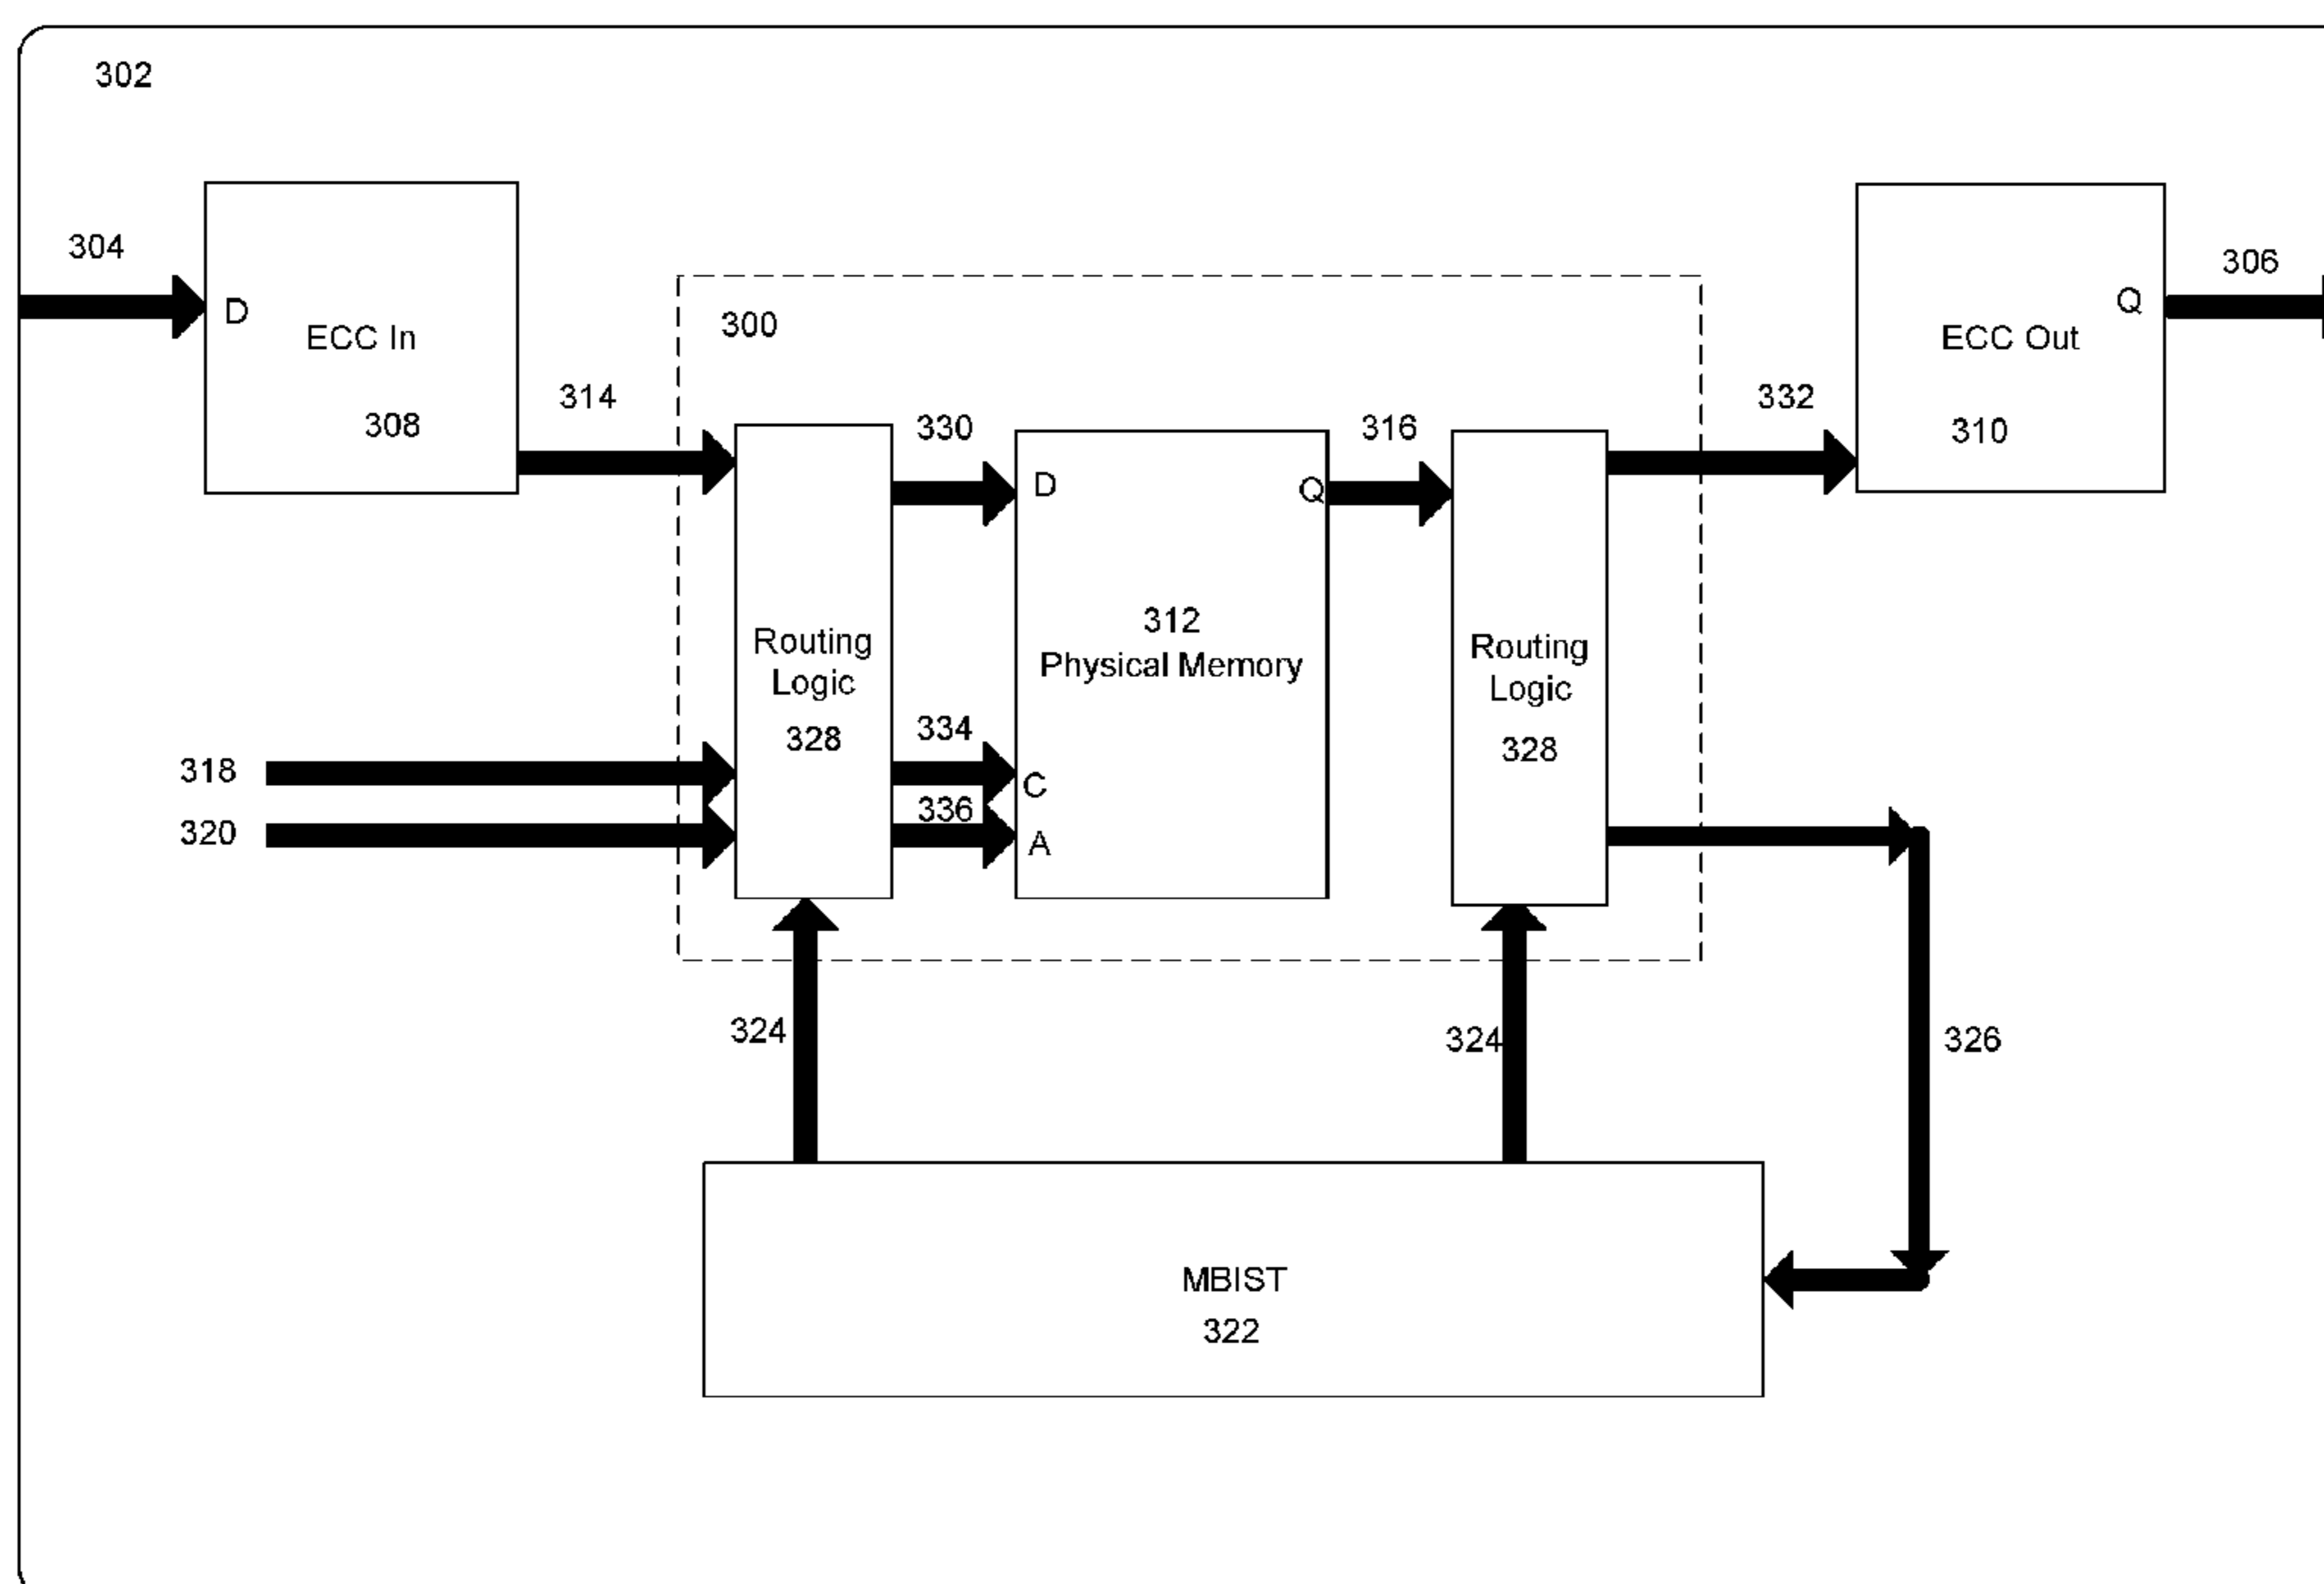 302
304
306
D
Q
ECC In
308
ECC Out
310
300
314
330
316
332
D
Q
312
Physical Memory
Routing
Logic
328
Routing
Logic
328
318
334
C
320
336
A
324
324
326
MBIST
322